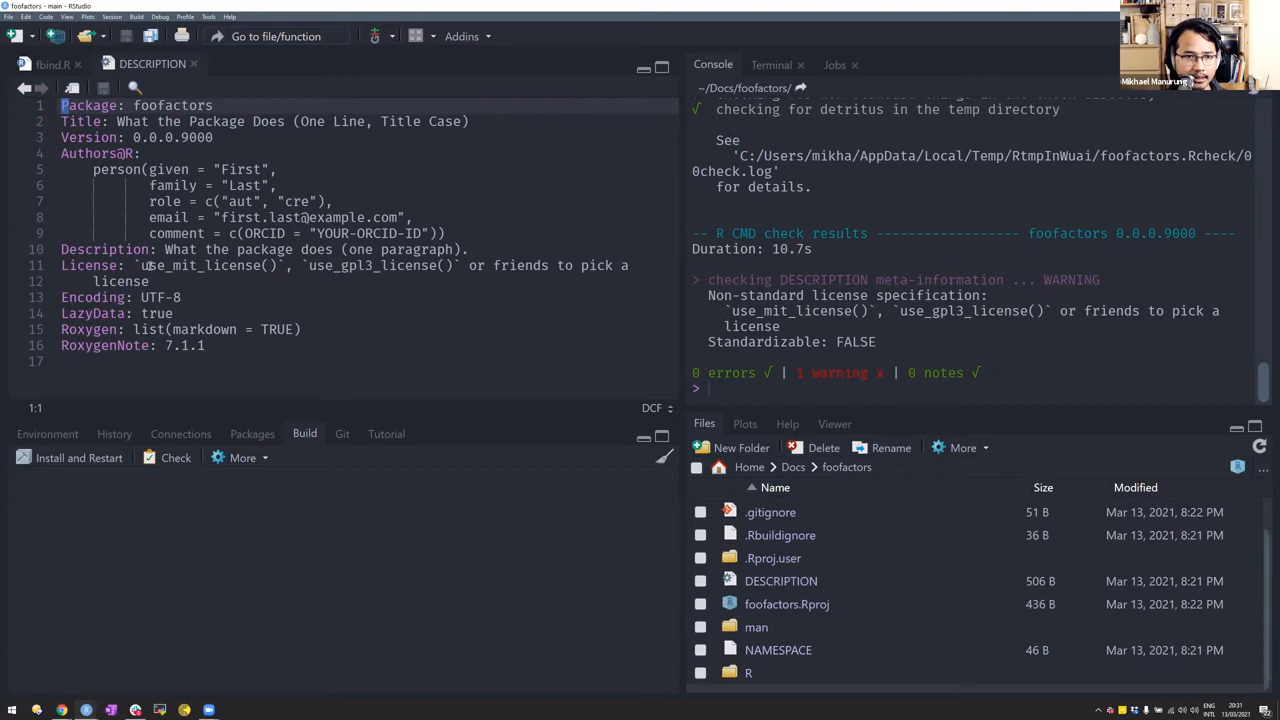 foofactors - main - RStudio
File Edit Code View Plots Session Build Debug Profile Tools Help
Go to file/function
Addins
fbind.R
DESCRIPTION
1 Package: foofactors
2 Title: What the Package Does (One Line, Title Case)
3 Version: 0.0.0.9000
4 Authors@R:
5 person(given = "First",
6 family = "Last",
7 role = c("aut", "cre"),
8 email = "first.last@example.com",
9 comment = c(ORCID = "YOUR-ORCID-ID"))
10 Description: What the package does (one paragraph).
11 License: `use_mit_license()`, `use_gpl3_license()` or friends to pick a
12 license
13 Encoding: UTF-8
14 LazyData: true
15 Roxygen: list(markdown = TRUE)
16 RoxygenNote: 7.1.1
17
1:1
DCF
Environment History Connections Packages Build Git Tutorial
Install and Restart Check More
Console Terminal Jobs
~/Docs/foofactors/
√ checking for detritus in the temp directory
See
'C:/Users/mikha/AppData/Local/Temp/RtmpInWuai/foofactors.Rcheck/0
0check.log'
for details.
-- R CMD check results ----------------- foofactors 0.0.0.9000 ----
Duration: 10.7s
> checking DESCRIPTION meta-information ... WARNING
Non-standard license specification:
`use_mit_license()`, `use_gpl3_license()` or friends to pick a
license
Standardizable: FALSE
0 errors √ | 1 warning x | 0 notes √
>
Files Plots Help Viewer
New Folder Delete Rename More
Home Docs foofactors
Name Size Modified
.gitignore 51 B Mar 13, 2021, 8:22 PM
.Rbuildignore 36 B Mar 13, 2021, 8:21 PM
.Rproj.user
DESCRIPTION 506 B Mar 13, 2021, 8:21 PM
foofactors.Rproj 436 B Mar 13, 2021, 8:22 PM
man
NAMESPACE 46 B Mar 13, 2021, 8:21 PM
R
Mikhael Manurung
ENG
INTL
20:31
13/03/2021
22